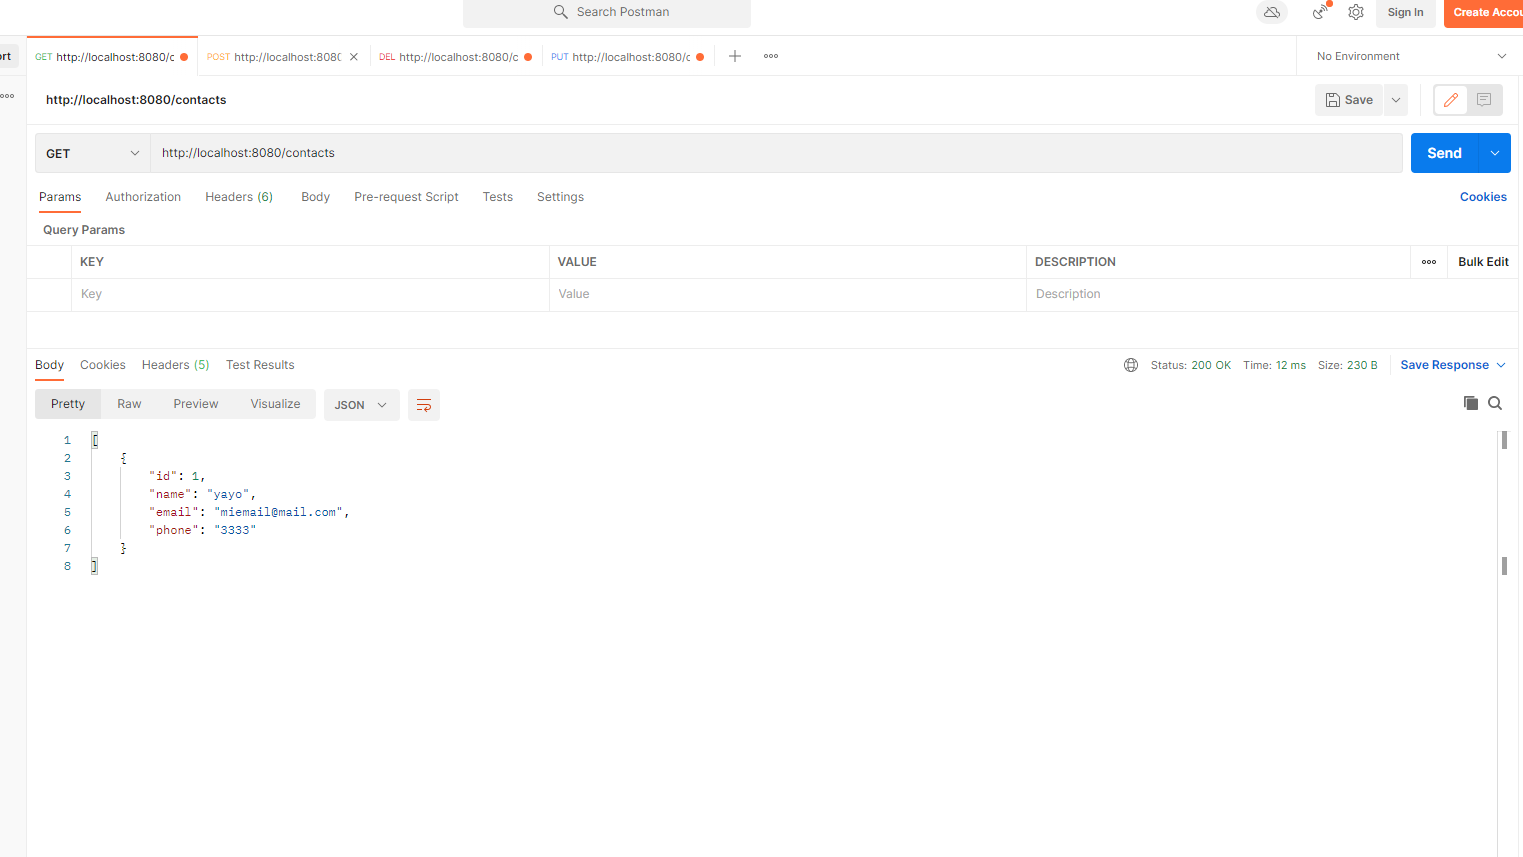 Search Postman
Sign In
Create Accou
ort
GET http://localhost:8080/c
POST http://localhost:808(
DEL http://localhost:8080/c
PUT http://localhost:8080/c
No Environment
http://localhost:8080/contacts
Save
GET
http://localhost:8080/contacts
Send
Params Authorization Headers (6) Body Pre-request Script Tests Settings Cookies
Query Params
KEY VALUE DESCRIPTION Bulk Edit
Key Value Description
Body Cookies Headers (5) Test Results Status: 200 OK Time: 12 ms Size: 230 B Save Response
Pretty Raw Preview Visualize JSON
1 [
2 {
3 "id": 1,
4 "name": "yayo",
5 "email": "miemail@mail.com",
6 "phone": "3333"
7 }
8 ]